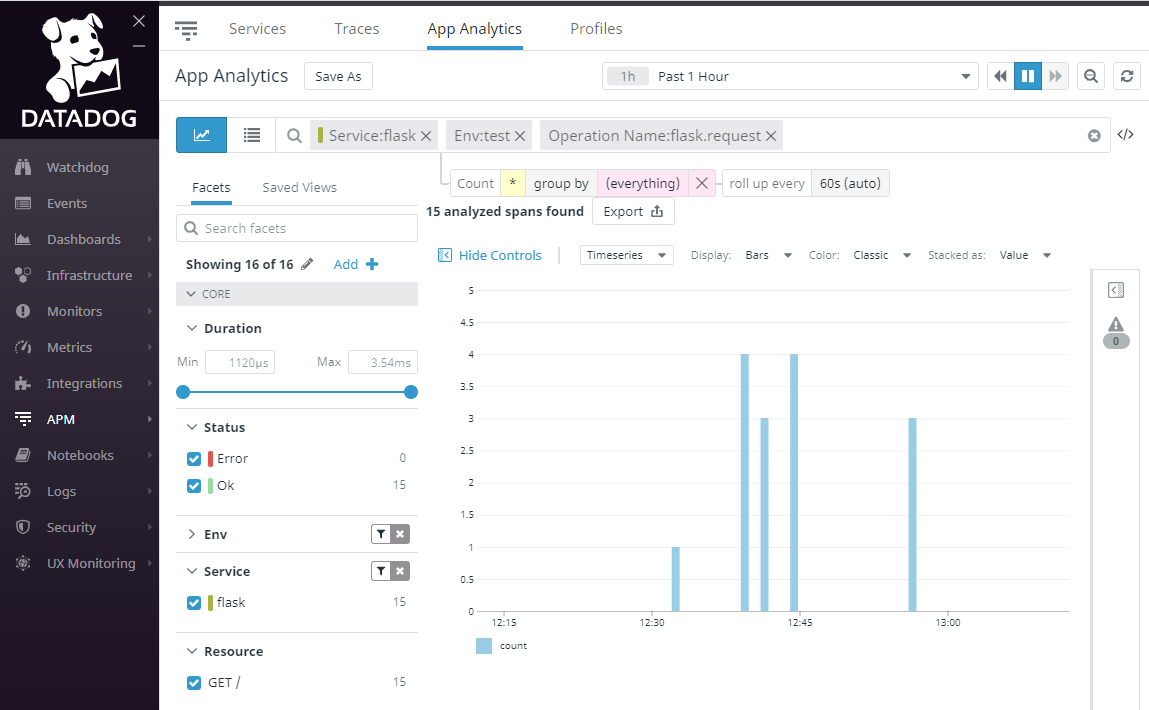 DATADOG
Watchdog
Events
Dashboards
Infrastructure
Monitors
Metrics
Integrations
APM
Notebooks
Logs
Security
UX Monitoring
Services Traces App Analytics Profiles
App Analytics Save As 1h Past 1 Hour
Service:flask Env:test Operation Name:flask.request </>
Count * group by (everything) roll up every 60s (auto)
15 analyzed spans found Export
Facets Saved Views
Search facets
Showing 16 of 16 Add
CORE
Duration
Min 1120µs Max 3.54ms
Status
Error 0
Ok 15
Env
Service
flask 15
Resource
GET / 15
Hide Controls Timeseries Display: Bars Color: Classic Stacked as: Value
5
4.5
4
3.5
3
2.5
2
1.5
1
0.5
0
12:15 12:30 12:45 13:00
count
0